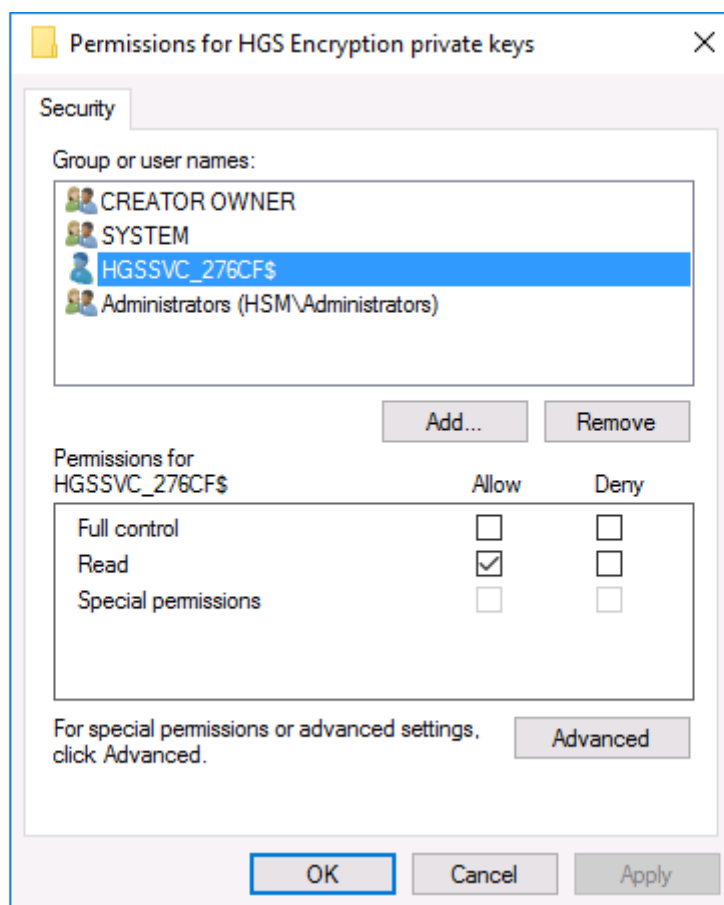 Permissions for HGS Encryption private keys
Security
Group or user names:
CREATOR OWNER
SYSTEM
HGSSVC_276CF$
Administrators (HSM\Administrators)
Add... Remove
Permissions for
HGSSVC_276CF$ Allow Deny
Full control
Read
Special permissions
For special permissions or advanced settings,
click Advanced. Advanced
OK Cancel Apply